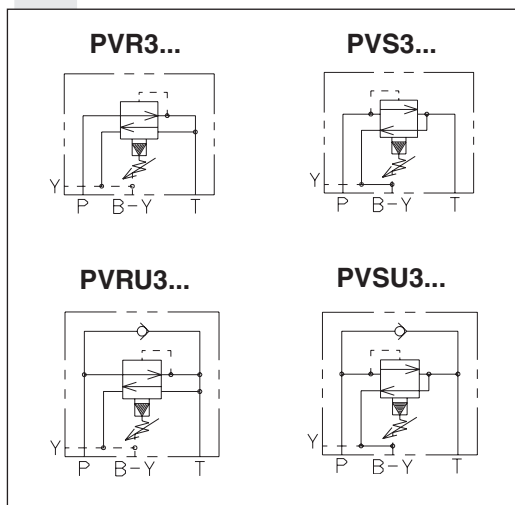 PVR3... PVS3...
Y Y
P B-Y T P B-Y T
PVRU3... PVSU3...
Y Y
P B-Y T P B-Y T